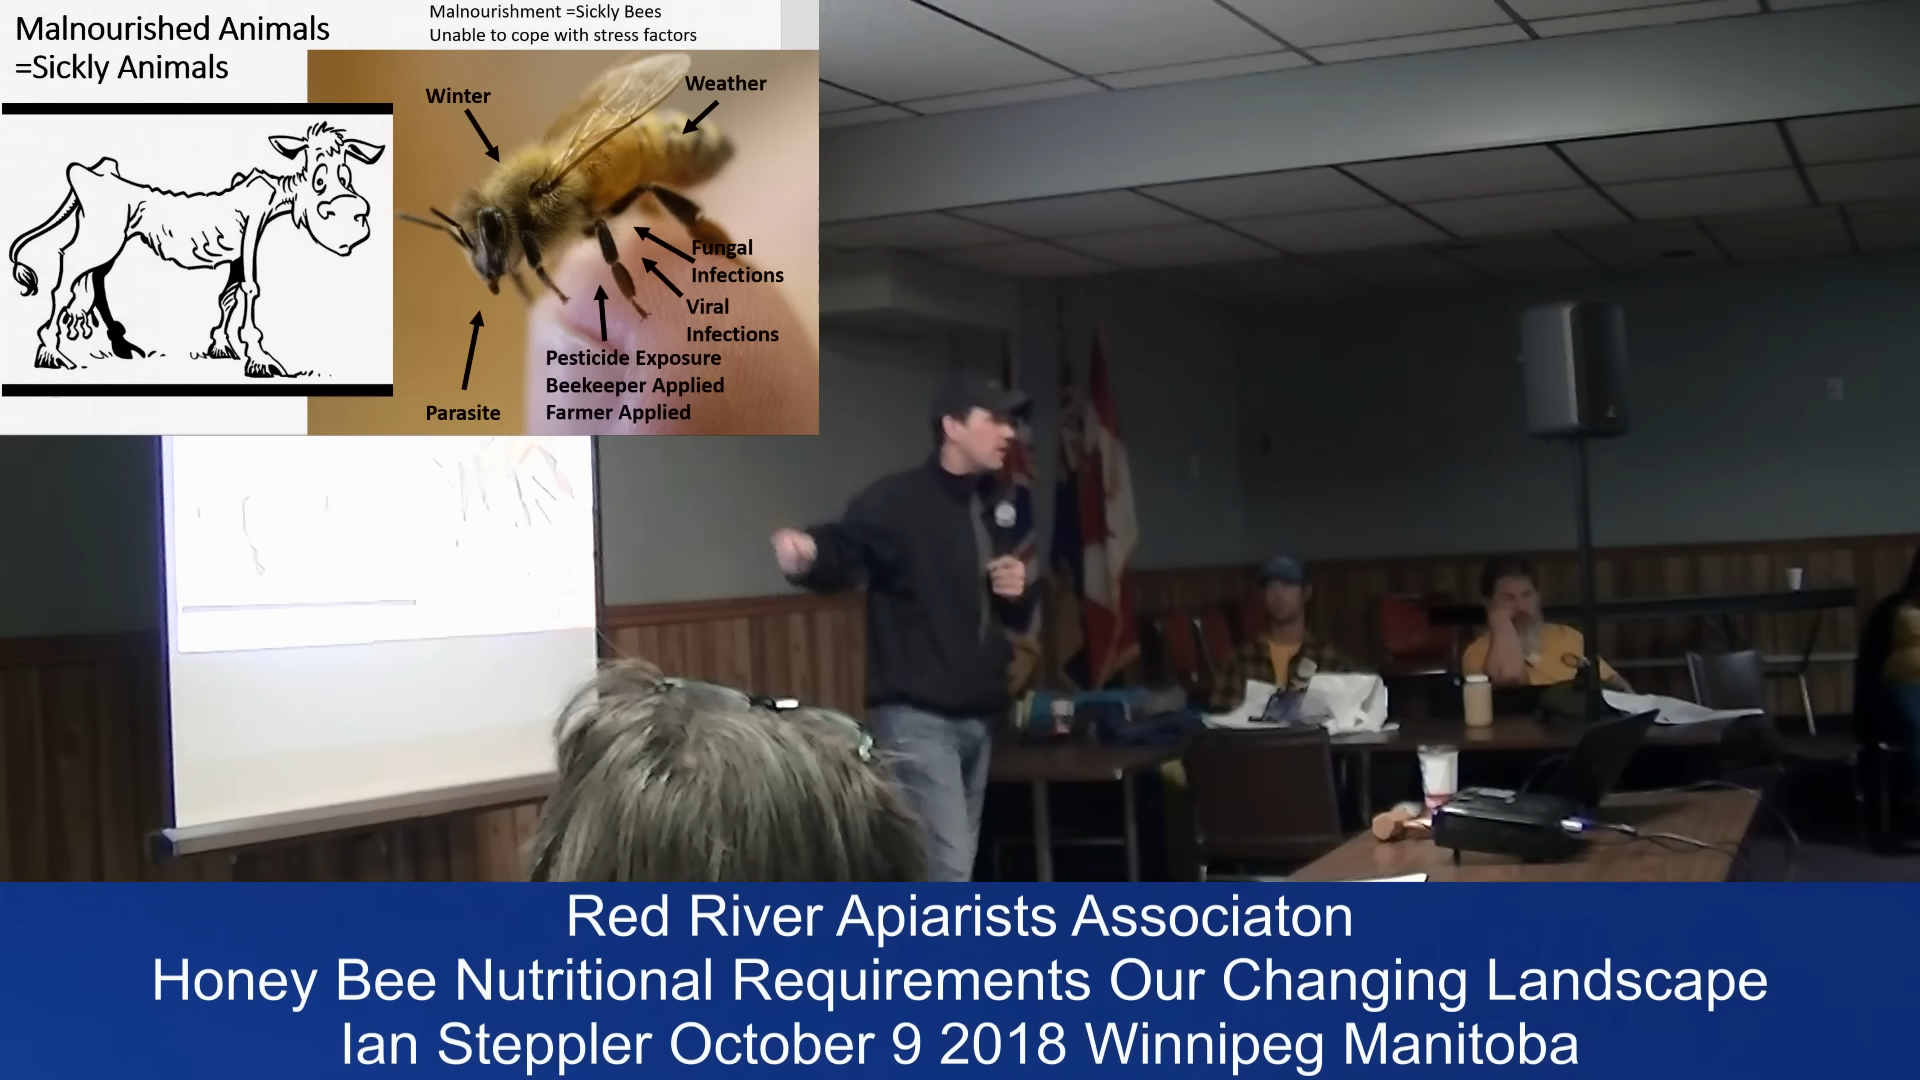 Malnourished Animals
=Sickly Animals
Malnourishment =Sickly Bees
Unable to cope with stress factors
Winter
Weather
Fungal
Infections
Viral
Infections
Pesticide Exposure
Beekeeper Applied
Farmer Applied
Parasite
Red River Apiarists Associaton
Honey Bee Nutritional Requirements Our Changing Landscape
Ian Steppler October 9 2018 Winnipeg Manitoba